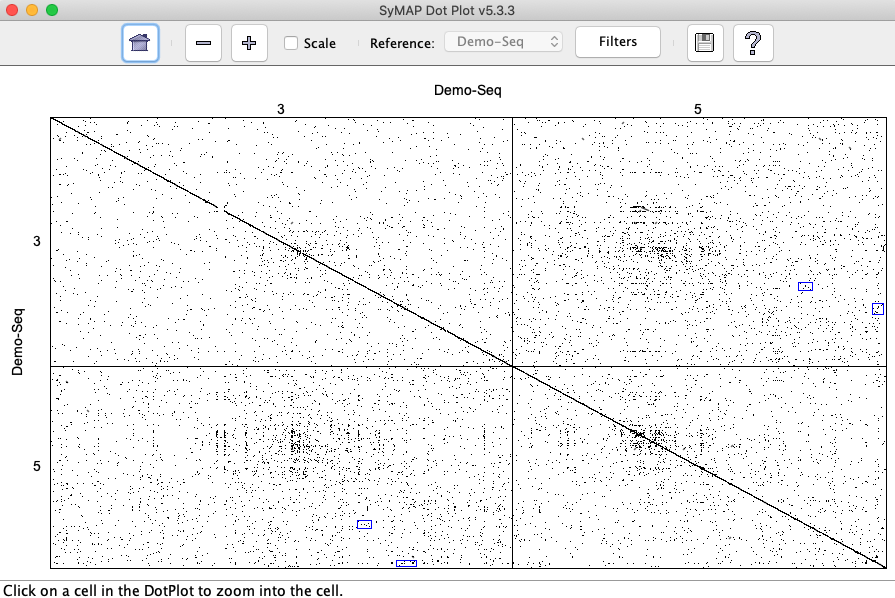 SyMAP Dot Plot v5.3.3
Scale
Reference:
Demo-Seq
Filters
?
Demo-Seq
3
5
3
Demo-Seq
5
Click on a cell in the DotPlot to zoom into the cell.